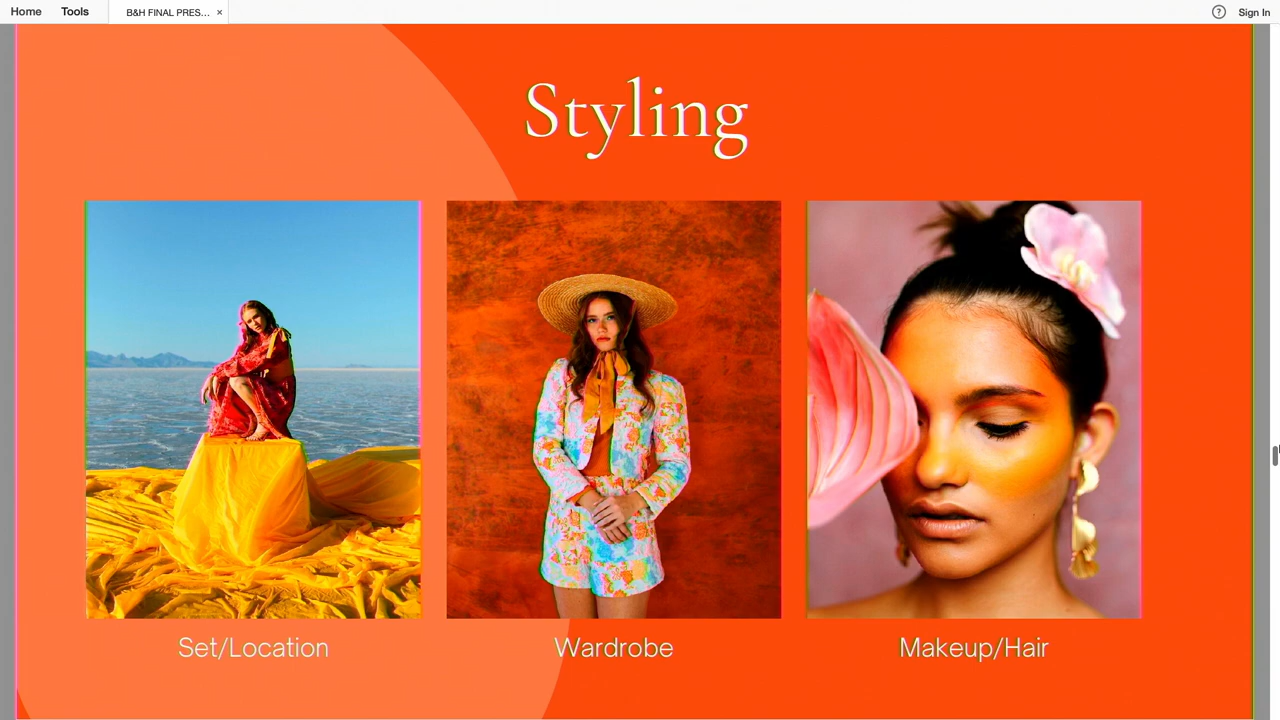 Home
Tools
B&H FINAL PRES...
×
?
Sign In
Styling
Set/Location
Wardrobe
Makeup/Hair